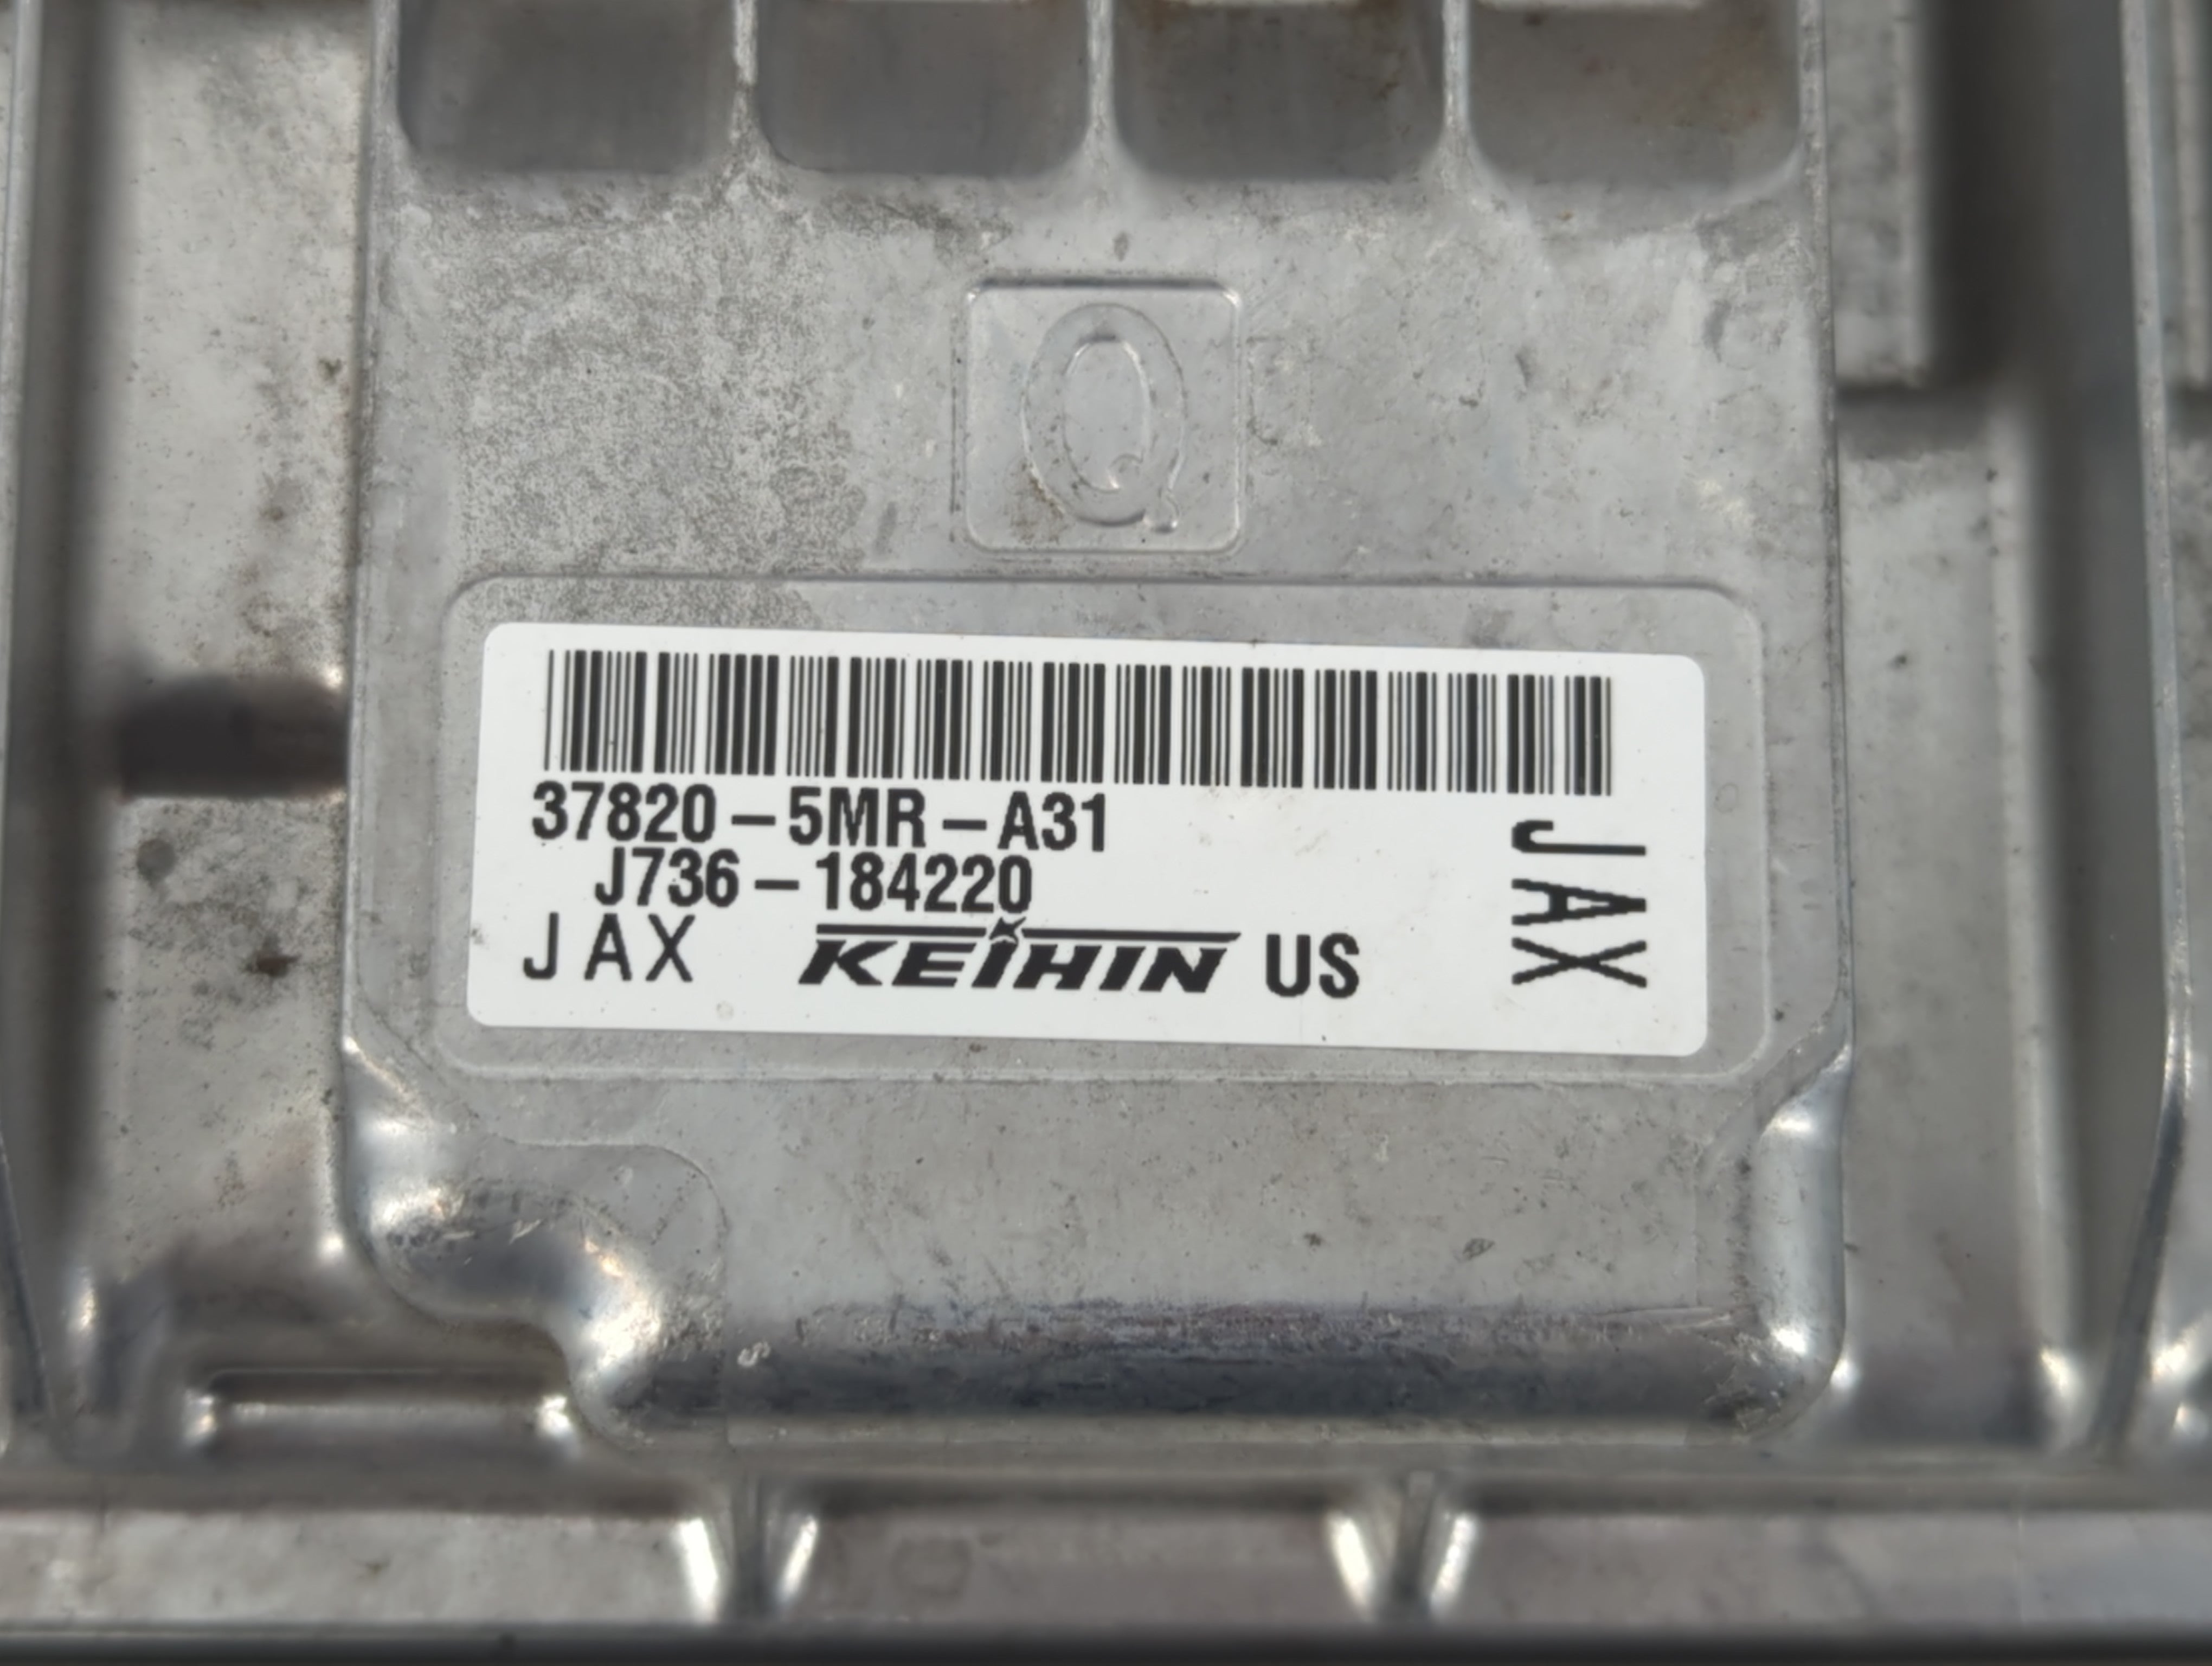 Q
37820-5MR-A31
J736-184220
JAX KEIHIN US
JAX